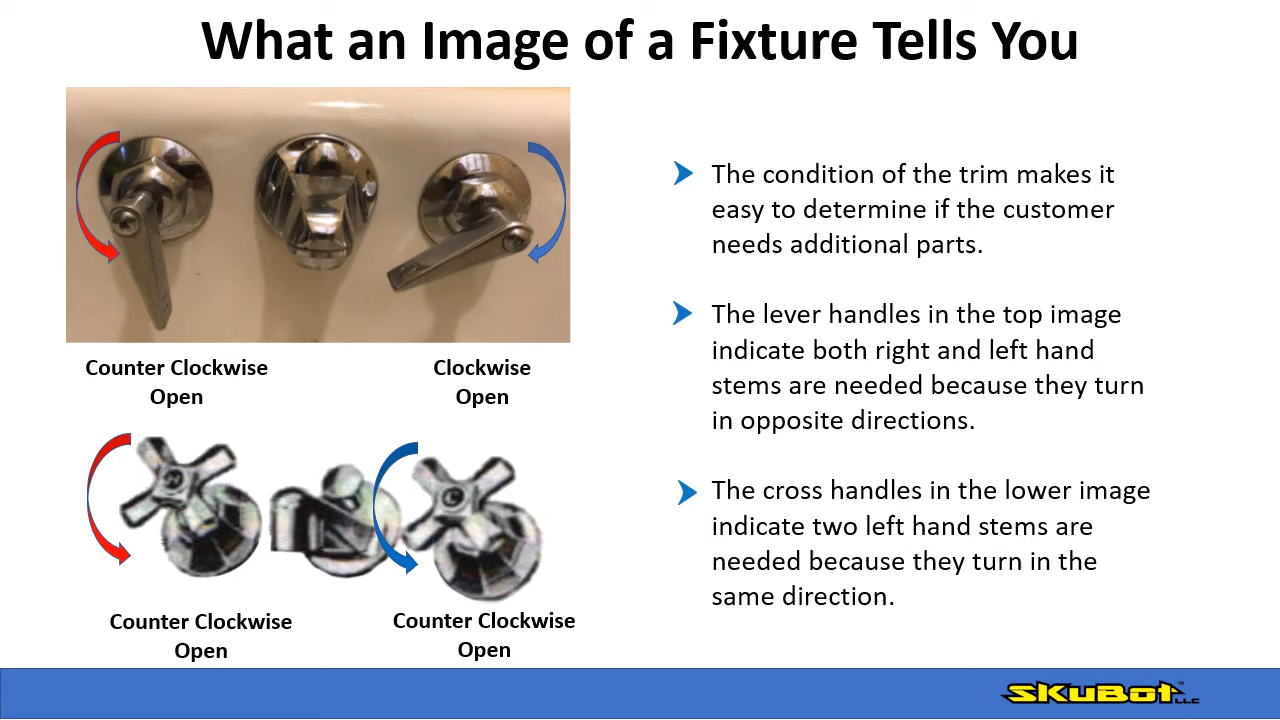 What an Image of a Fixture Tells You
The condition of the trim makes it
easy to determine if the customer
needs additional parts.
The lever handles in the top image
indicate both right and left hand
stems are needed because they turn
in opposite directions.
The cross handles in the lower image
indicate two left hand stems are
needed because they turn in the
same direction.
Counter Clockwise
Open
Clockwise
Open
Counter Clockwise
Open
Counter Clockwise
Open
SKUBOT™ LLC